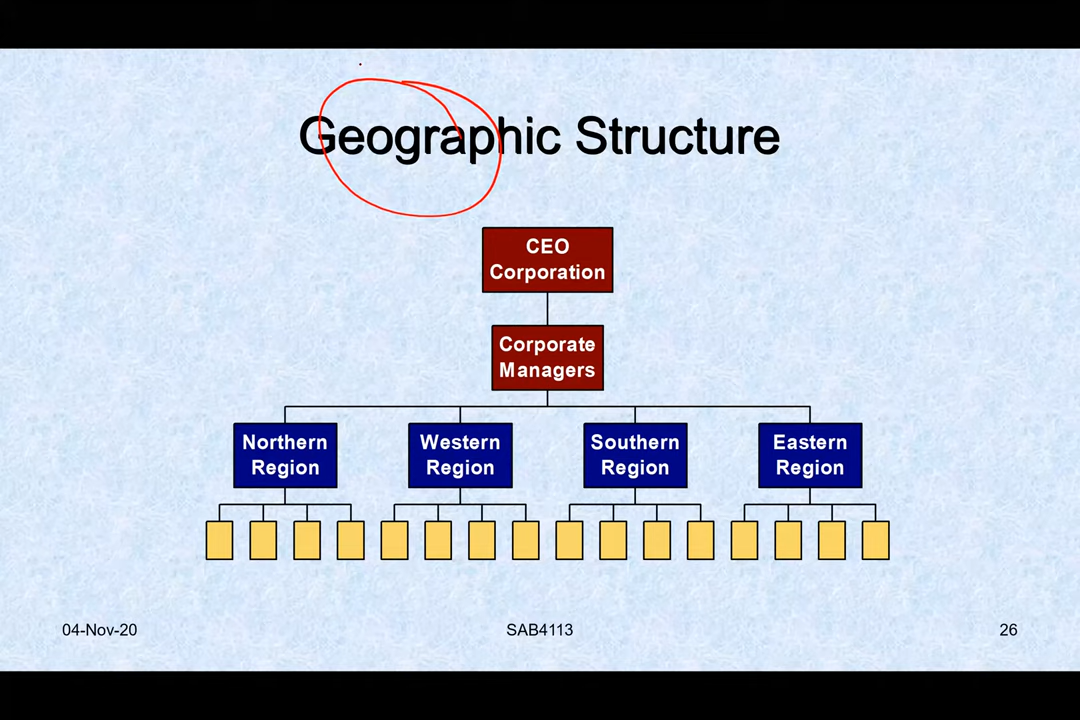 Geographic Structure
CEO
Corporation
Corporate
Managers
Northern
Region
Western
Region
Southern
Region
Eastern
Region
04-Nov-20
SAB4113
26